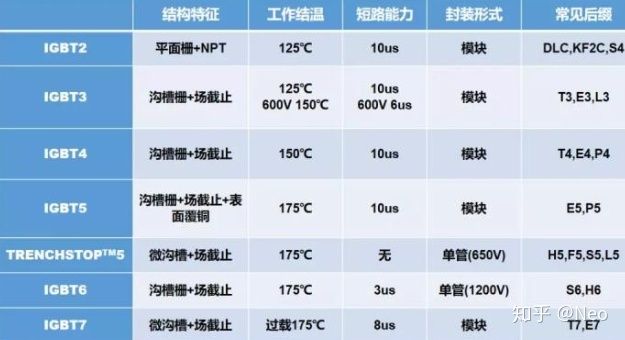 结构特征 工作结温 短路能力 封装形式 常见后缀
IGBT2 平面栅+NPT 125℃ 10us 模块 DLC,KF2C,S4
IGBT3 沟槽栅+场截止 125℃ 10us 模块 T3,E3,L3
600V 150℃ 600V 6us
IGBT4 沟槽栅+场截止 150℃ 10us 模块 T4,E4,P4
IGBT5 沟槽栅+场截止+表面覆铜 175℃ 10us 模块 E5,P5
TRENCHSTOP™5 微沟槽+场截止 175℃ 无 单管(650V) H5,F5,S5,L5
IGBT6 沟槽栅+场截止 175℃ 3us 单管(1200V) S6,H6
IGBT7 微沟槽+场截止 过载175℃ 8us 模块 T7,E7
知乎 @Neo